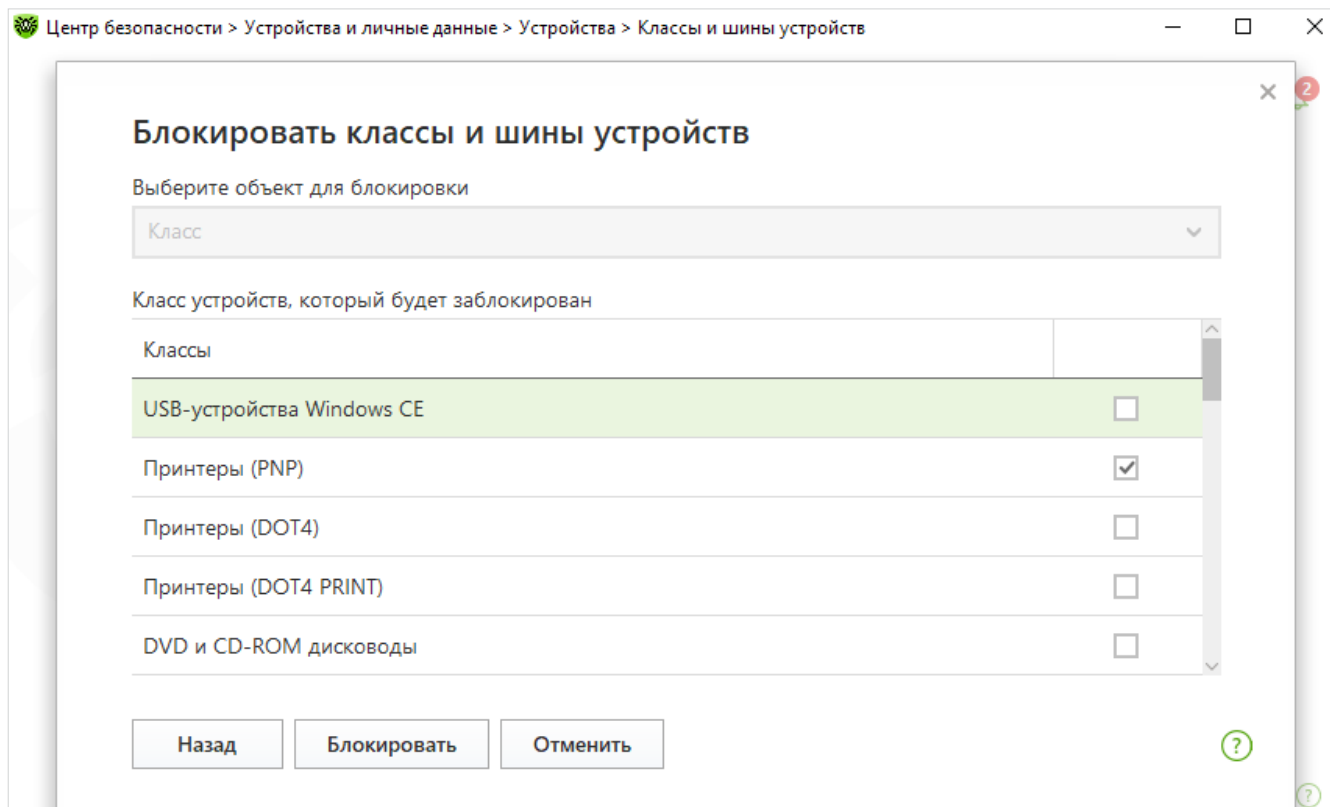 Центр безопасности > Устройства и личные данные > Устройства > Классы и шины устройств
2
Блокировать классы и шины устройств
Выберите объект для блокировки
Класс
Класс устройств, который будет заблокирован
Классы
USB-устройства Windows CE
Принтеры (PNP)
Принтеры (DOT4)
Принтеры (DOT4 PRINT)
DVD и CD-ROM дисководы
Назад Блокировать Отменить ?
?